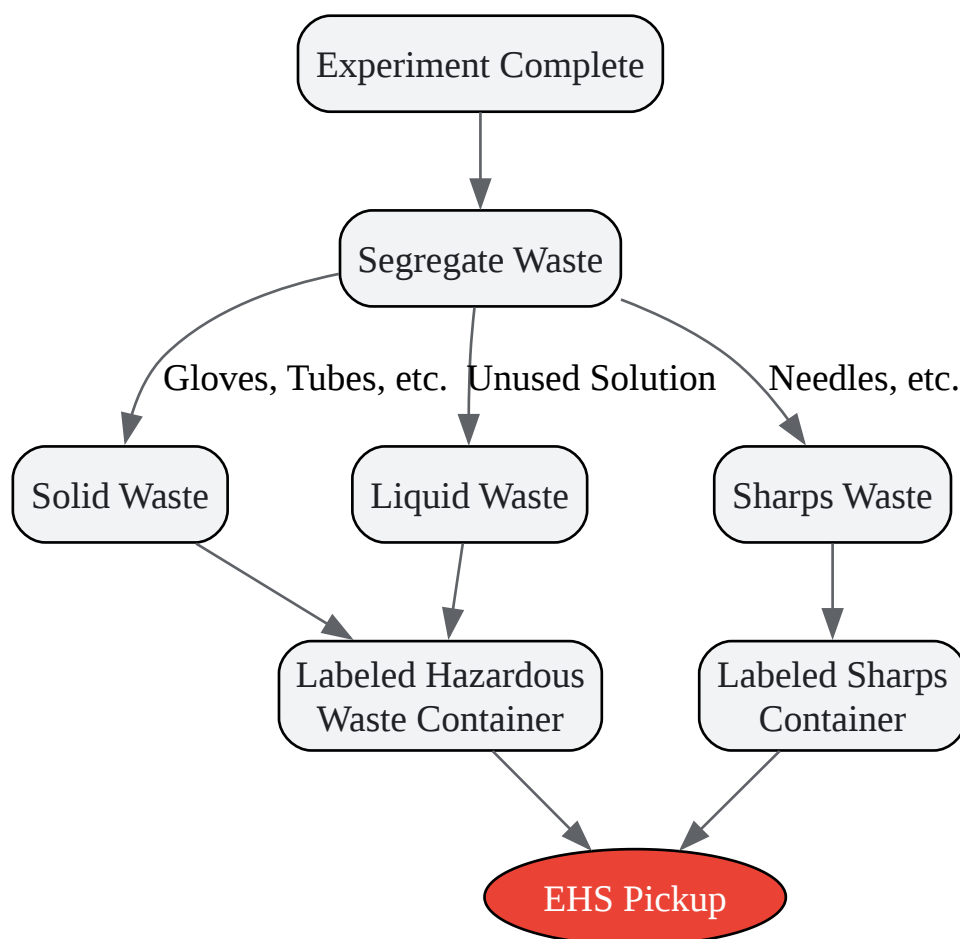 Experiment Complete
Segregate Waste
Gloves, Tubes, etc.
Unused Solution
Needles, etc.
Solid Waste
Liquid Waste
Sharps Waste
Labeled Hazardous
Waste Container
Labeled Sharps
Container
EHS Pickup